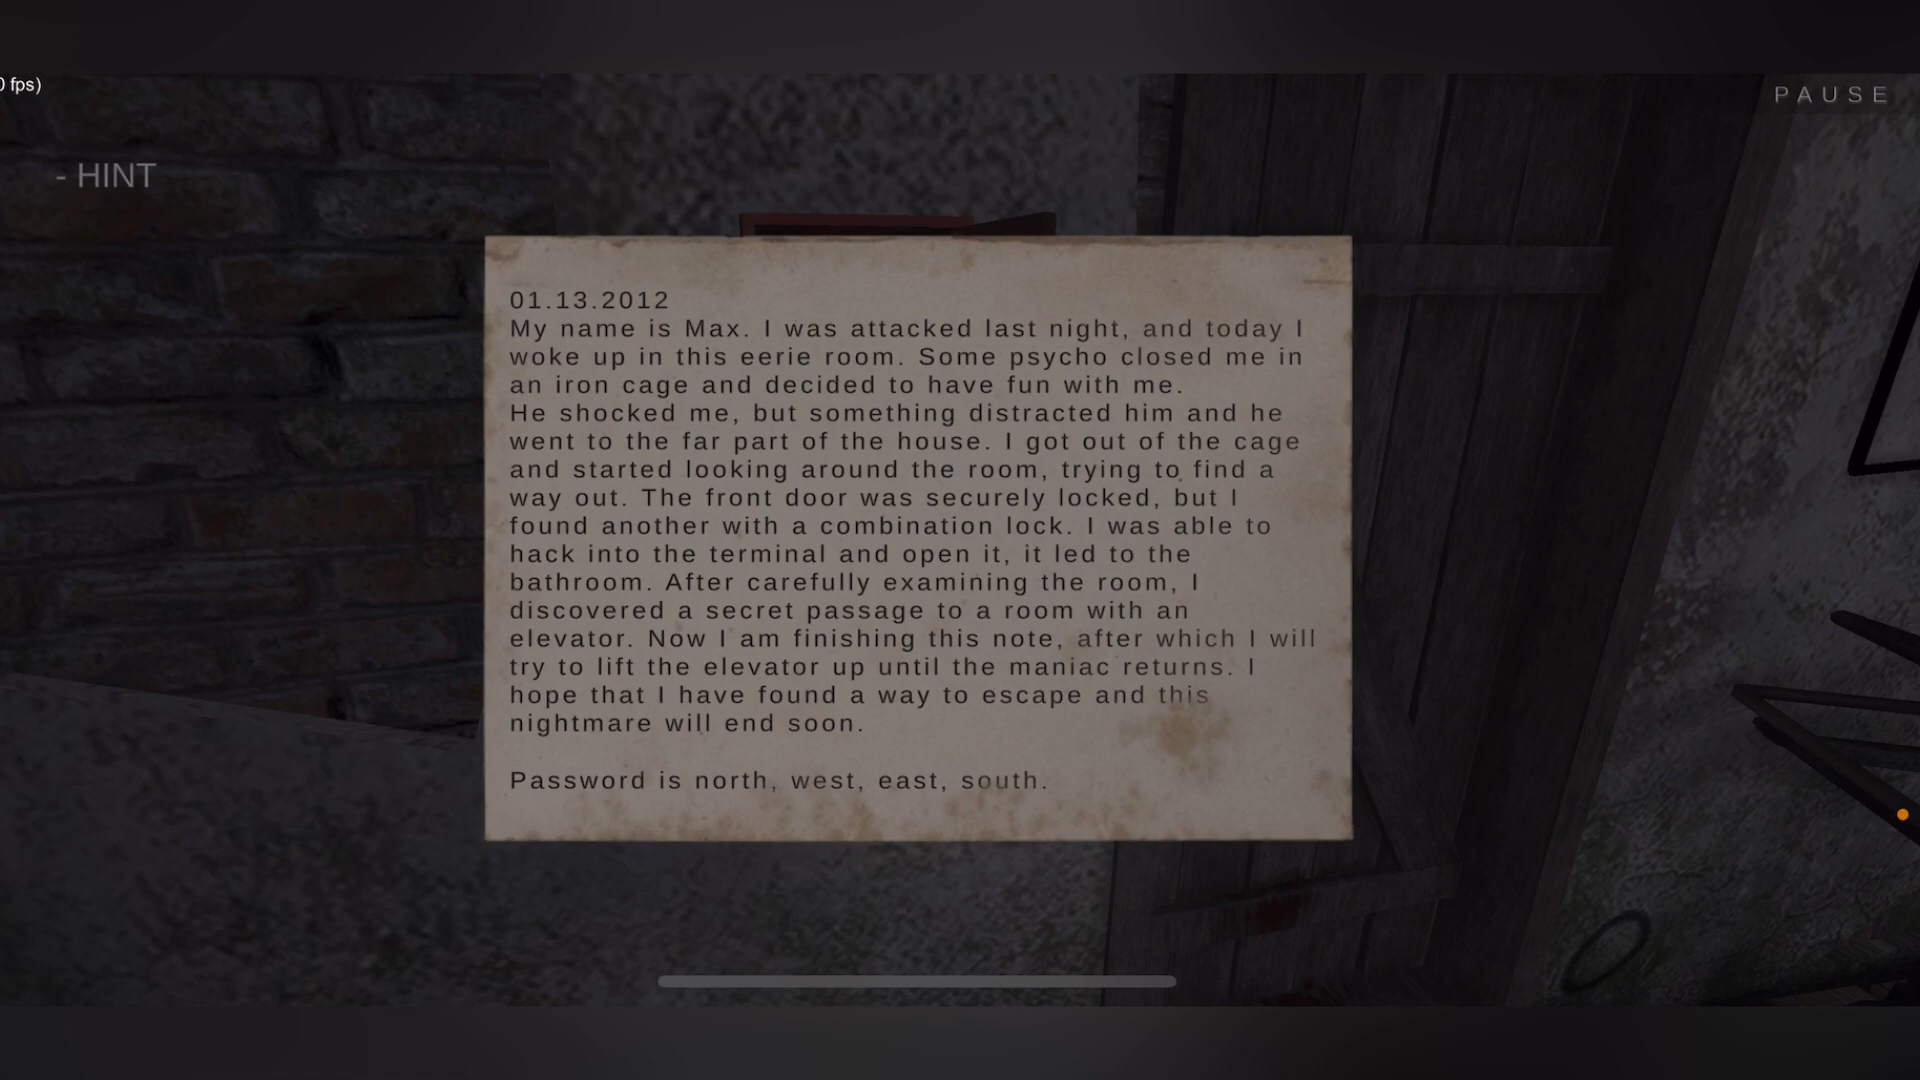 0 fps)
PAUSE
- HINT
01.13.2012
My name is Max. I was attacked last night, and today I
woke up in this eerie room. Some psycho closed me in
an iron cage and decided to have fun with me.
He shocked me, but something distracted him and he
went to the far part of the house. I got out of the cage
and started looking around the room, trying to find a
way out. The front door was securely locked, but I
found another with a combination lock. I was able to
hack into the terminal and open it, it led to the
bathroom. After carefully examining the room, I
discovered a secret passage to a room with an
elevator. Now I am finishing this note, after which I will
try to lift the elevator up until the maniac returns. I
hope that I have found a way to escape and this
nightmare will end soon.
Password is north, west, east, south.